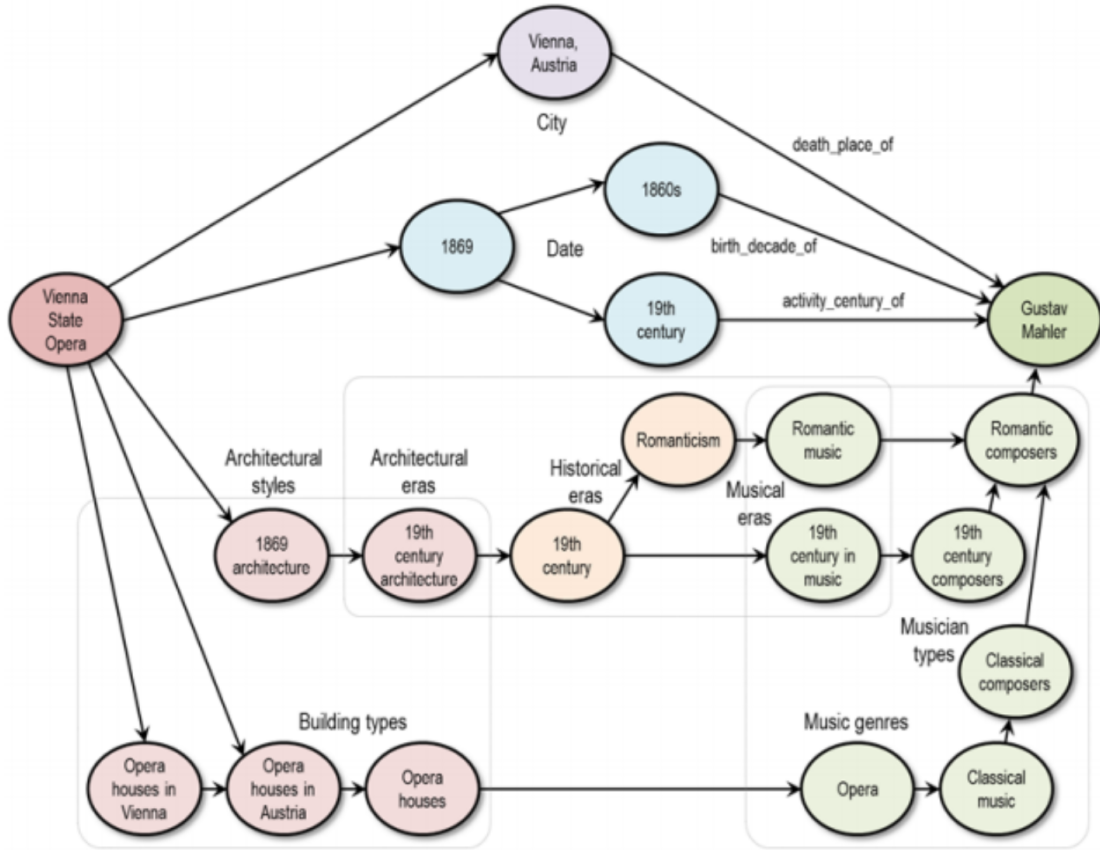 Vienna,
Austria
City
death_place_of
1860s
1869
Date
birth_decade_of
19th
century
activity_century_of
Vienna
State
Opera
Gustav
Mahler
Architectural
styles
Architectural
eras
Historical
eras
Romanticism
Romantic
music
Romantic
composers
Musical
eras
1869
architecture
19th
century
architecture
19th
century
19th
century in
music
19th
century
composers
Musician
types
Classical
composers
Building types
Music genres
Opera
houses in
Vienna
Opera
houses in
Austria
Opera
houses
Opera
Classical
music